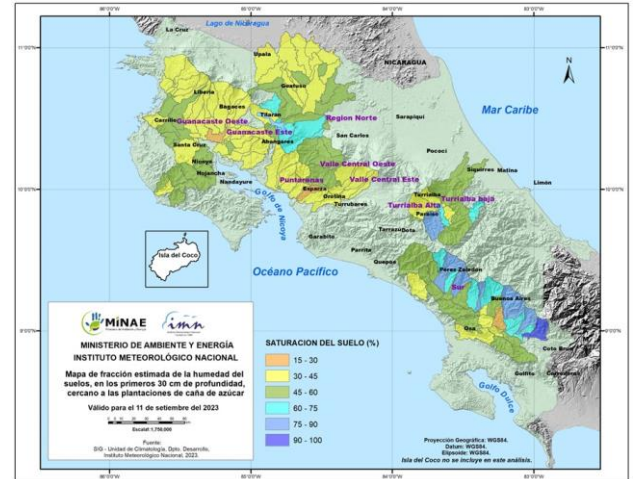 Lago de Nicaragua
La Cruz
Upala
NICARAGUA
N
Guatuso
Mar Caribe
Liberia
Bagaces
Tilarán
Carrillo
Guanacaste Oeste
Guanacaste Este
Region Norte
Sarapiquí
Santa Cruz
Abangares
San Carlos
Pococí
Nicoya
Valle Central Oeste
Siquirres
Matina
Hojancha
Nandayure
Puntarenas
Esparza
Valle Central Este
Limón
Orotina
Turrubares
Turrialba
Turrialba Alta
Turrialba baja
Paraíso
Golfo de Nicoya
Garabito
Tarrazú
Dota
Parrita
Quepos
Isla del Coco
Océano Pacífico
Pérez Zeledón
Sur
Buenos Aires
Osa
Coto Brus
Golfito
Corredores
Golfo Dulce
MINAE
imn
MINISTERIO DE AMBIENTE Y ENERGÍA
INSTITUTO METEOROLÓGICO NACIONAL
Mapa de fracción estimada de la humedad del
suelos, en los primeros 30 cm de profundidad,
cercano a las plantaciones de caña de azúcar
Válido para el 11 de setiembre del 2023
Escala: 1,750,000
Fuente:
SIG - Unidad de Climatología, Dpto. Desarrollo,
Instituto Meteorológico Nacional, 2023.
SATURACION DEL SUELO (%)
15 - 30
30 - 45
45 - 60
60 - 75
75 - 90
90 - 100
Proyección Geográfica: WGS84.
Datum: WGS84.
Elipsoide: WGS84.
Isla del Coco no se incluye en este análisis.